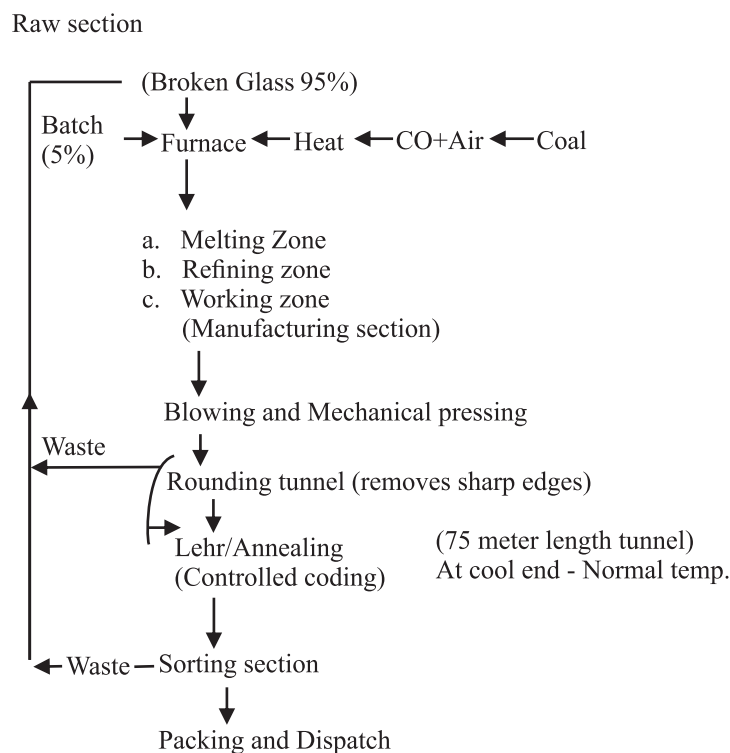 Raw section
(Broken Glass 95%)
Batch
(5%)
Furnace
Heat
CO+Air
Coal
a. Melting Zone
b. Refining zone
c. Working zone
(Manufacturing section)
Blowing and Mechanical pressing
Waste
Rounding tunnel (removes sharp edges)
Lehr/Annealing
(Controlled coding)
(75 meter length tunnel)
At cool end - Normal temp.
Waste
Sorting section
Packing and Dispatch